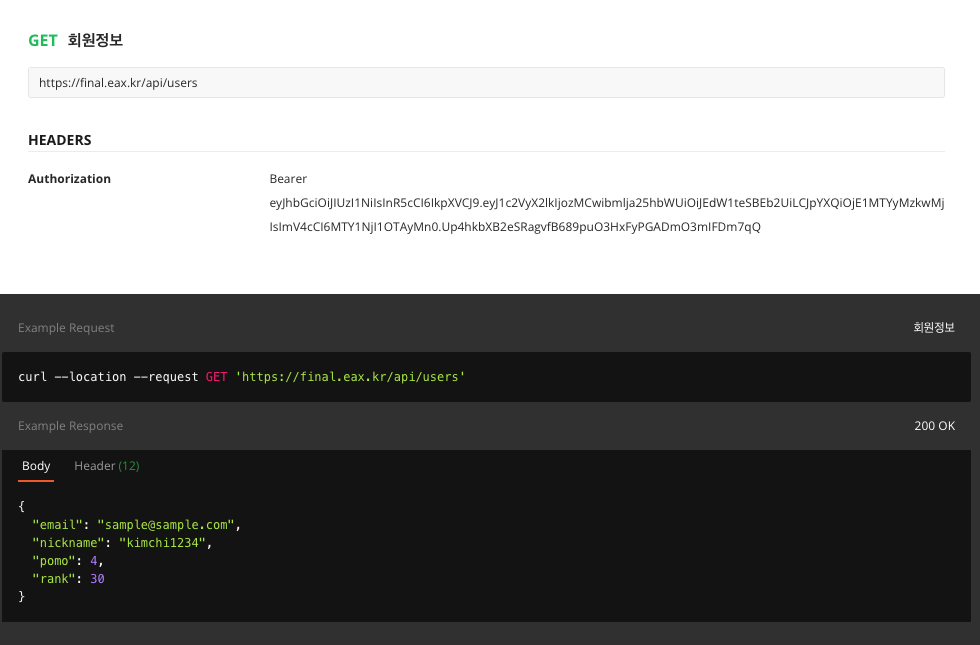 GET 회원정보
https://final.eax.kr/api/users
HEADERS
Authorization
Bearer
eyJhbGciOiJIUzI1NiIsInR5cCI6IkpXVCJ9.eyJ1c2VyX2lkIjozMCwibmlja25hbWUiOiJEdW1teSBEb2UiLCJpYXQiOjE1MTYyMzkwMj
IsImV4cCI6MTY1NjI1OTAyMn0.Up4hkbXB2eSRagvfB689puO3HxFyPGADmO3mIFDm7qQ
Example Request 회원정보
curl --location --request GET 'https://final.eax.kr/api/users'
Example Response 200 OK
Body Header (12)
{
"email": "sample@sample.com",
"nickname": "kimchi1234",
"pomo": 4,
"rank": 30
}